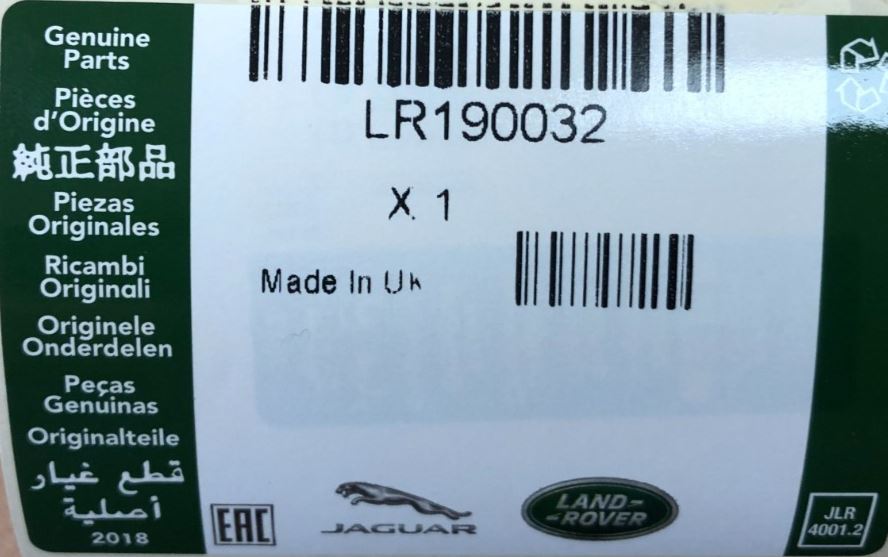 Genuine
Parts
Pièces
d'Origine
純正部品
Piezas
Originales
Ricambi
Originali
Originele
Onderdelen
Peças
Genuinas
Originalteile
قطع غيار
أصلية
2018
LR190032
X 1
Made In UK
EAC
JAGUAR
LAND-
-ROVER
JLR
4001.2